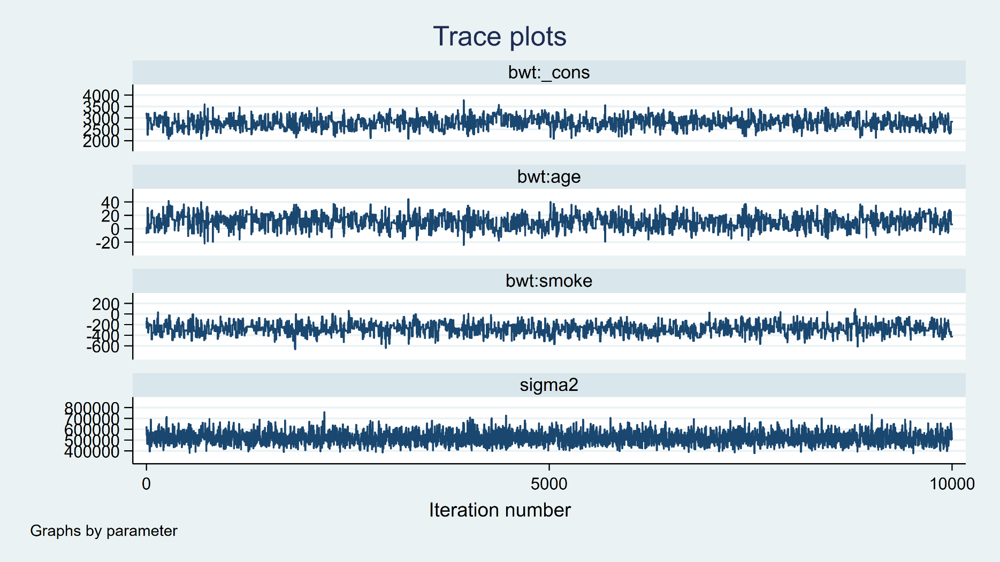 Trace plots
bwt:_cons
4000
3500
3000
2500
2000
bwt:age
40
20
0
-20
bwt:smoke
200
0
-200
-400
-600
sigma2
800000
700000
600000
500000
400000
0 5000 10000
Iteration number
Graphs by parameter